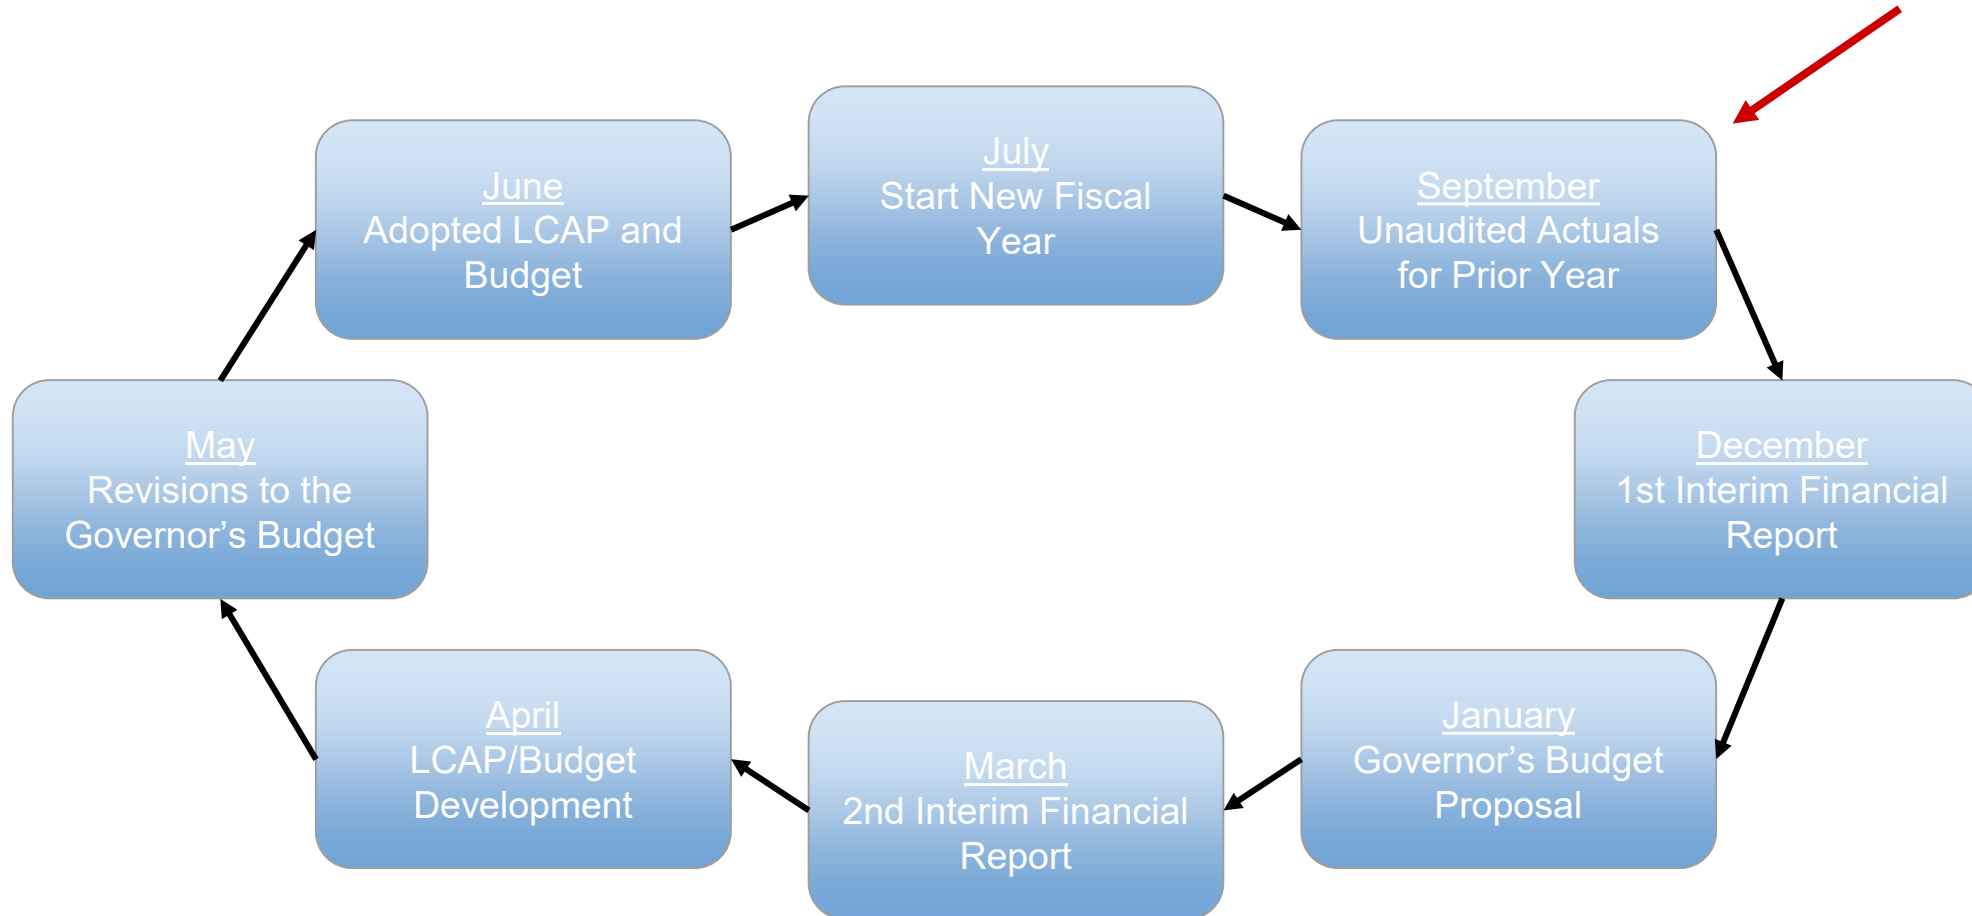 July
Start New Fiscal
Year
June
Adopted LCAP and
Budget
September
Unaudited Actuals
for Prior Year
May
Revisions to the
Governor’s Budget
December
1st Interim Financial
Report
April
LCAP/Budget
Development
January
Governor’s Budget
Proposal
March
2nd Interim Financial
Report